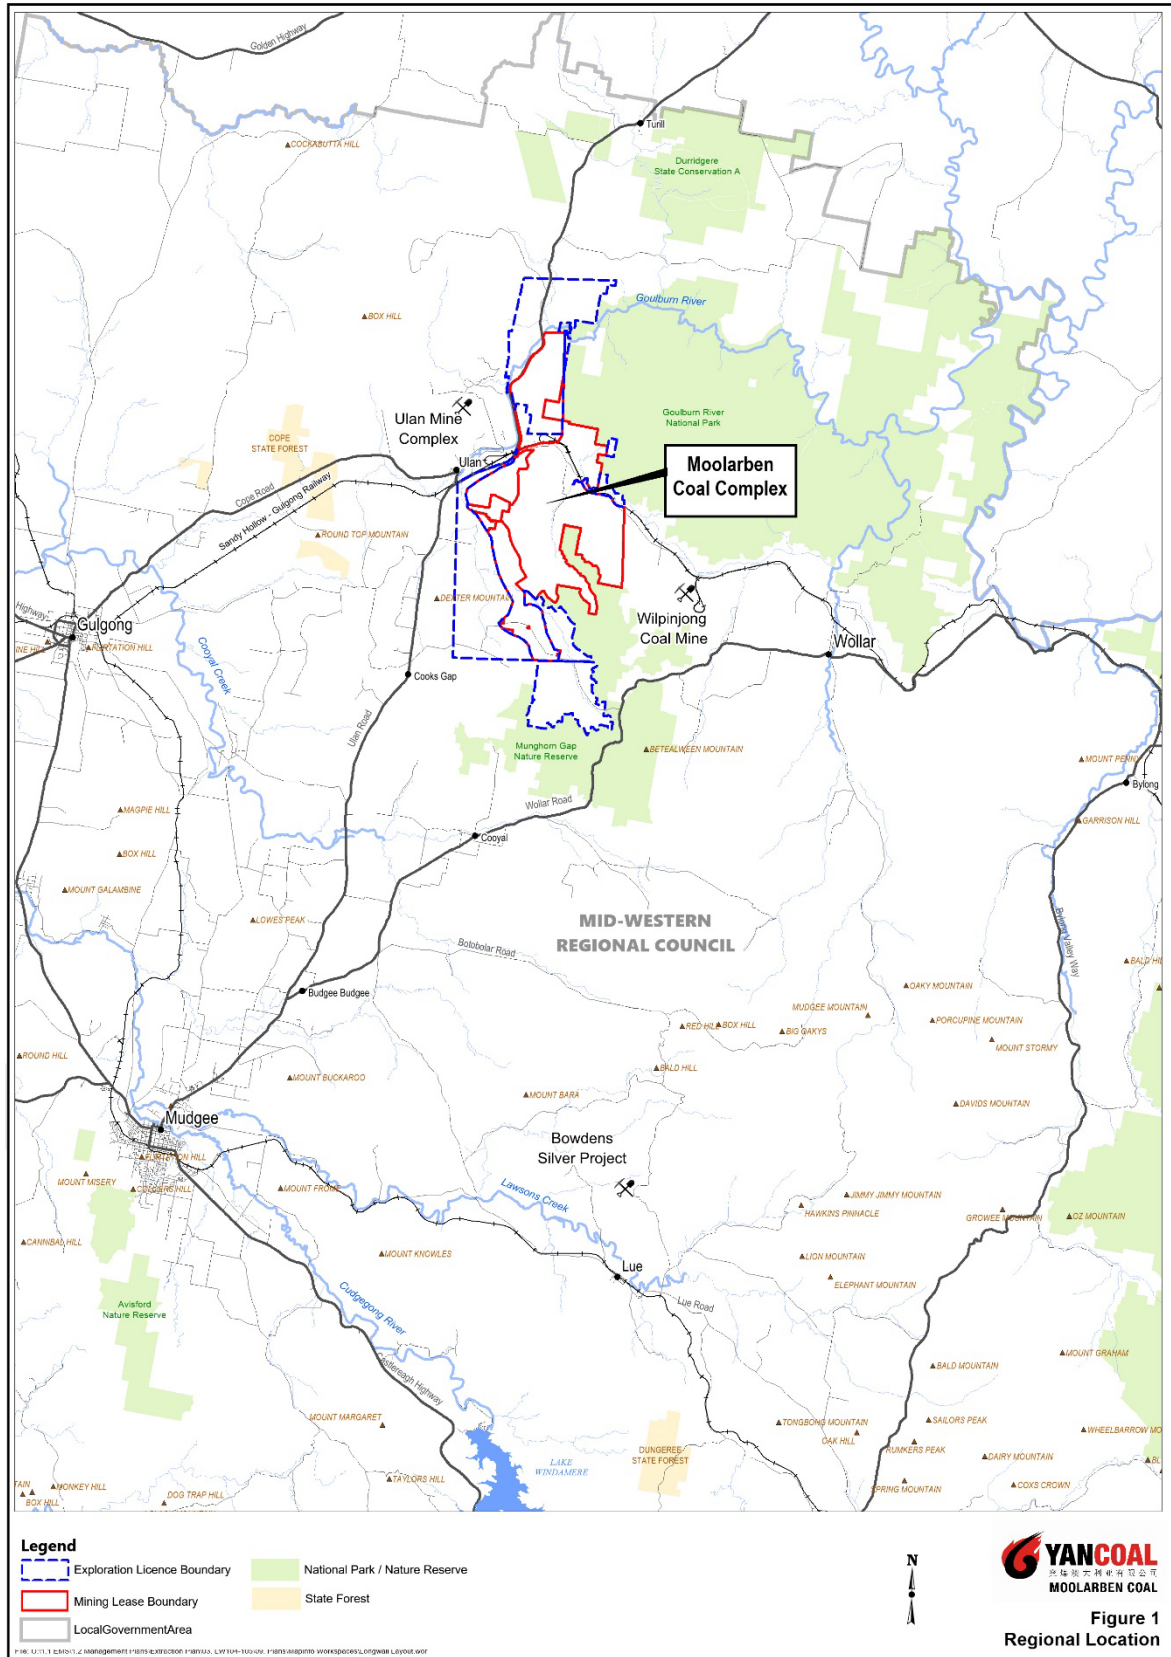 Golden Highway
Turill
COCKABUTTA HILL
Durridgere
State Conservation A
Goulburn River
BOX HILL
Ulan Mine
Complex
Goulburn River
National Park
COPE
STATE FOREST
Moolarben
Coal Complex
Ulan
Cope Road
Sandy Hollow - Gulgong Railway
ROUND TOP MOUNTAIN
DEXTER MOUNTAIN
Wilpinjong
Coal Mine
Highway
Gulgong
Wollar
FLIRTATION HILL
Cooyal Creek
Cooks Gap
Ulan Road
Munghorn Gap
Nature Reserve
BETEALWEEN MOUNTAIN
MOUNT PENNY
Bylong
Wollar Road
MAGPIE HILL
GARRISON HILL
Cooyal
BOX HILL
MOUNT GALAMBINE
LOWES PEAK
MID-WESTERN
REGIONAL COUNCIL
Botobolar Road
Bylong Valley Way
BALD HIL
Budgee Budgee
OAKY MOUNTAIN
MUDGEE MOUNTAIN
PORCUPINE MOUNTAIN
RED HILL
BOX HILL
BIG OAKYS
MOUNT STORMY
ROUND HILL
BALD HILL
MOUNT BUCKAROO
MOUNT BARA
DAVIDS MOUNTAIN
Mudgee
Bowdens
Silver Project
FLIRTATION HILL
MOUNT MISERY
MOUNT FROME
Lawsons Creek
JIMMY JIMMY MOUNTAIN
HAWKINS PINNACLE
GROWEE MOUNTAIN
OZ MOUNTAIN
CANNIBAL HILL
MOUNT KNOWLES
LION MOUNTAIN
Lue
ELEPHANT MOUNTAIN
Cudgegong River
Lue Road
Avisford
Nature Reserve
Castlereagh Highway
MOUNT GRAHAM
BALD MOUNTAIN
MOUNT MARGARET
TONGBONG MOUNTAIN
SAILORS PEAK
OAK HILL
WHEELBARROW MO
RUMKERS PEAK
DUNGEREE
STATE FOREST
DAIRY MOUNTAIN
LAKE
WINDAMERE
TAYLORS HILL
SPRING MOUNTAIN
COXS CROWN
TAIN
MONKEY HILL
DOG TRAP HILL
BOX HILL
Legend
Exploration Licence Boundary
National Park / Nature Reserve
Mining Lease Boundary
State Forest
LocalGovernmentArea
N
YANCOAL
MOOLARBEN COAL
Figure 1
Regional Location